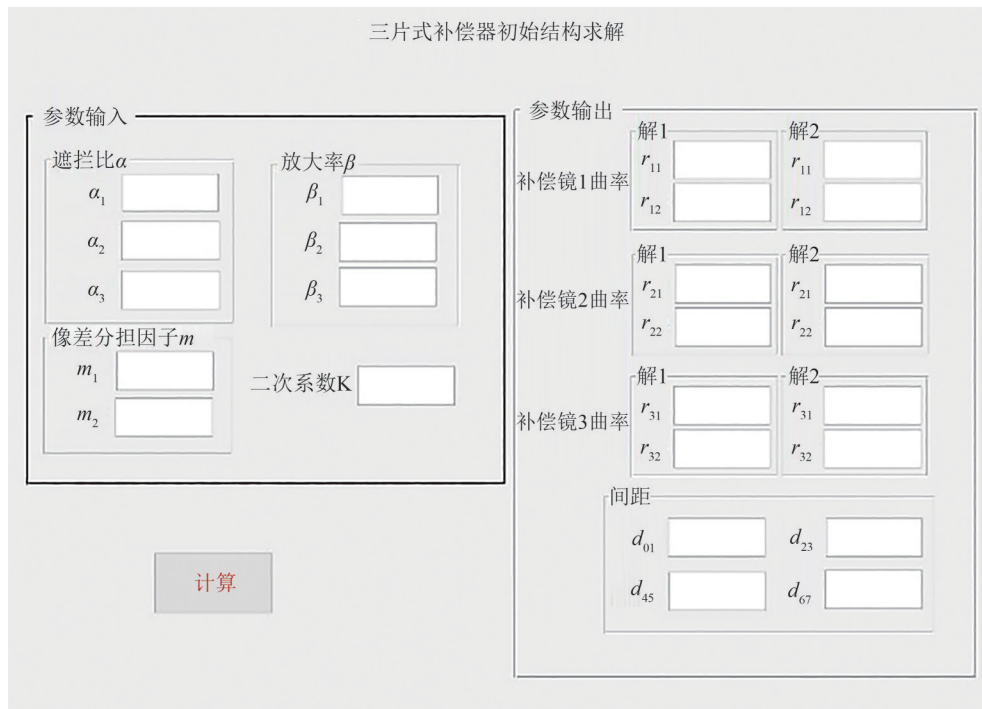 三片式补偿器初始结构求解
参数输入
遮拦比α
α₁
α₂
α₃
放大率β
β₁
β₂
β₃
像差分担因子m
m₁
m₂
二次系数K
计算
参数输出
补偿镜1曲率
解1
r₁₁
r₁₂
解2
r₁₁
r₁₂
补偿镜2曲率
解1
r₂₁
r₂₂
解2
r₂₁
r₂₂
补偿镜3曲率
解1
r₃₁
r₃₂
解2
r₃₁
r₃₂
间距
d₀₁
d₂₃
d₄₅
d₆₇